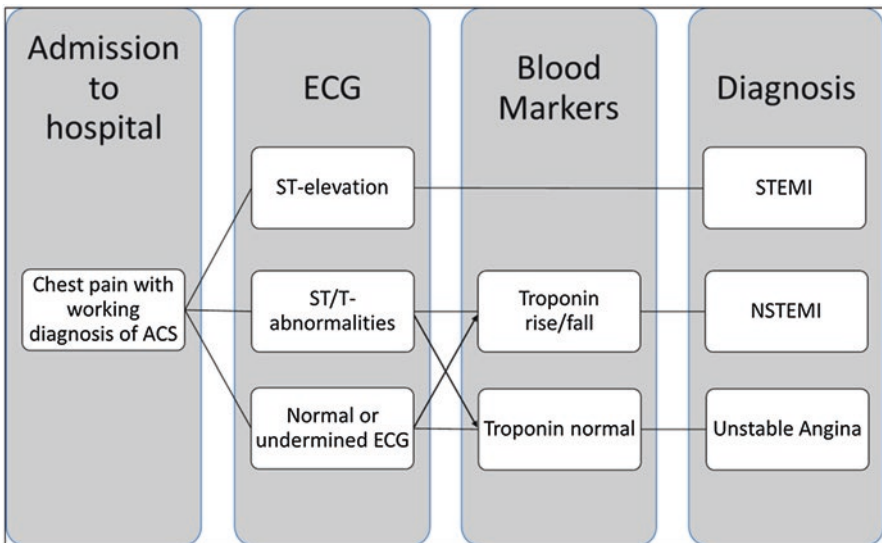 Admission
to
hospital
ECG
Blood
Markers
Diagnosis
ST-elevation
STEMI
Chest pain with
working
diagnosis of ACS
ST/T-
abnormalities
Troponin
rise/fall
NSTEMI
Normal or
undermined ECG
Troponin normal
Unstable Angina